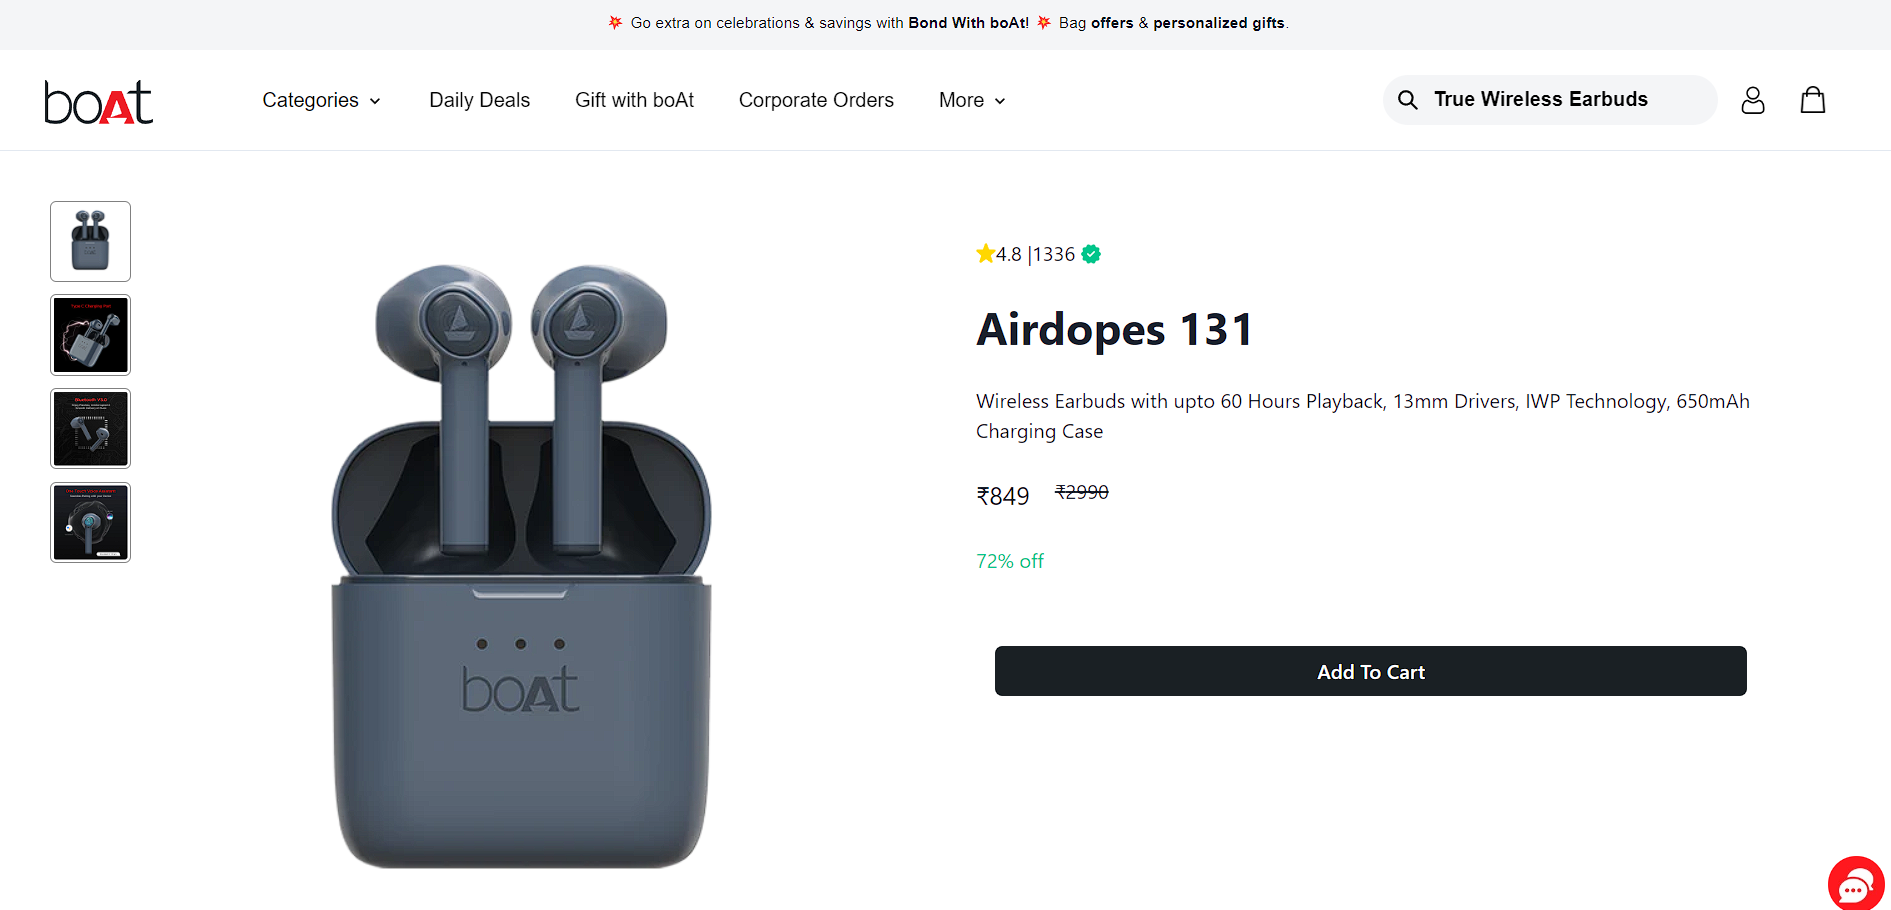 Go extra on celebrations & savings with Bond With boAt! Bag offers & personalized gifts.
boAt
Categories
Daily Deals
Gift with boAt
Corporate Orders
More
True Wireless Earbuds
4.8 |1336
Airdopes 131
Wireless Earbuds with upto 60 Hours Playback, 13mm Drivers, IWP Technology, 650mAh
Charging Case
₹849 ₹2990
72% off
Add To Cart
boAt